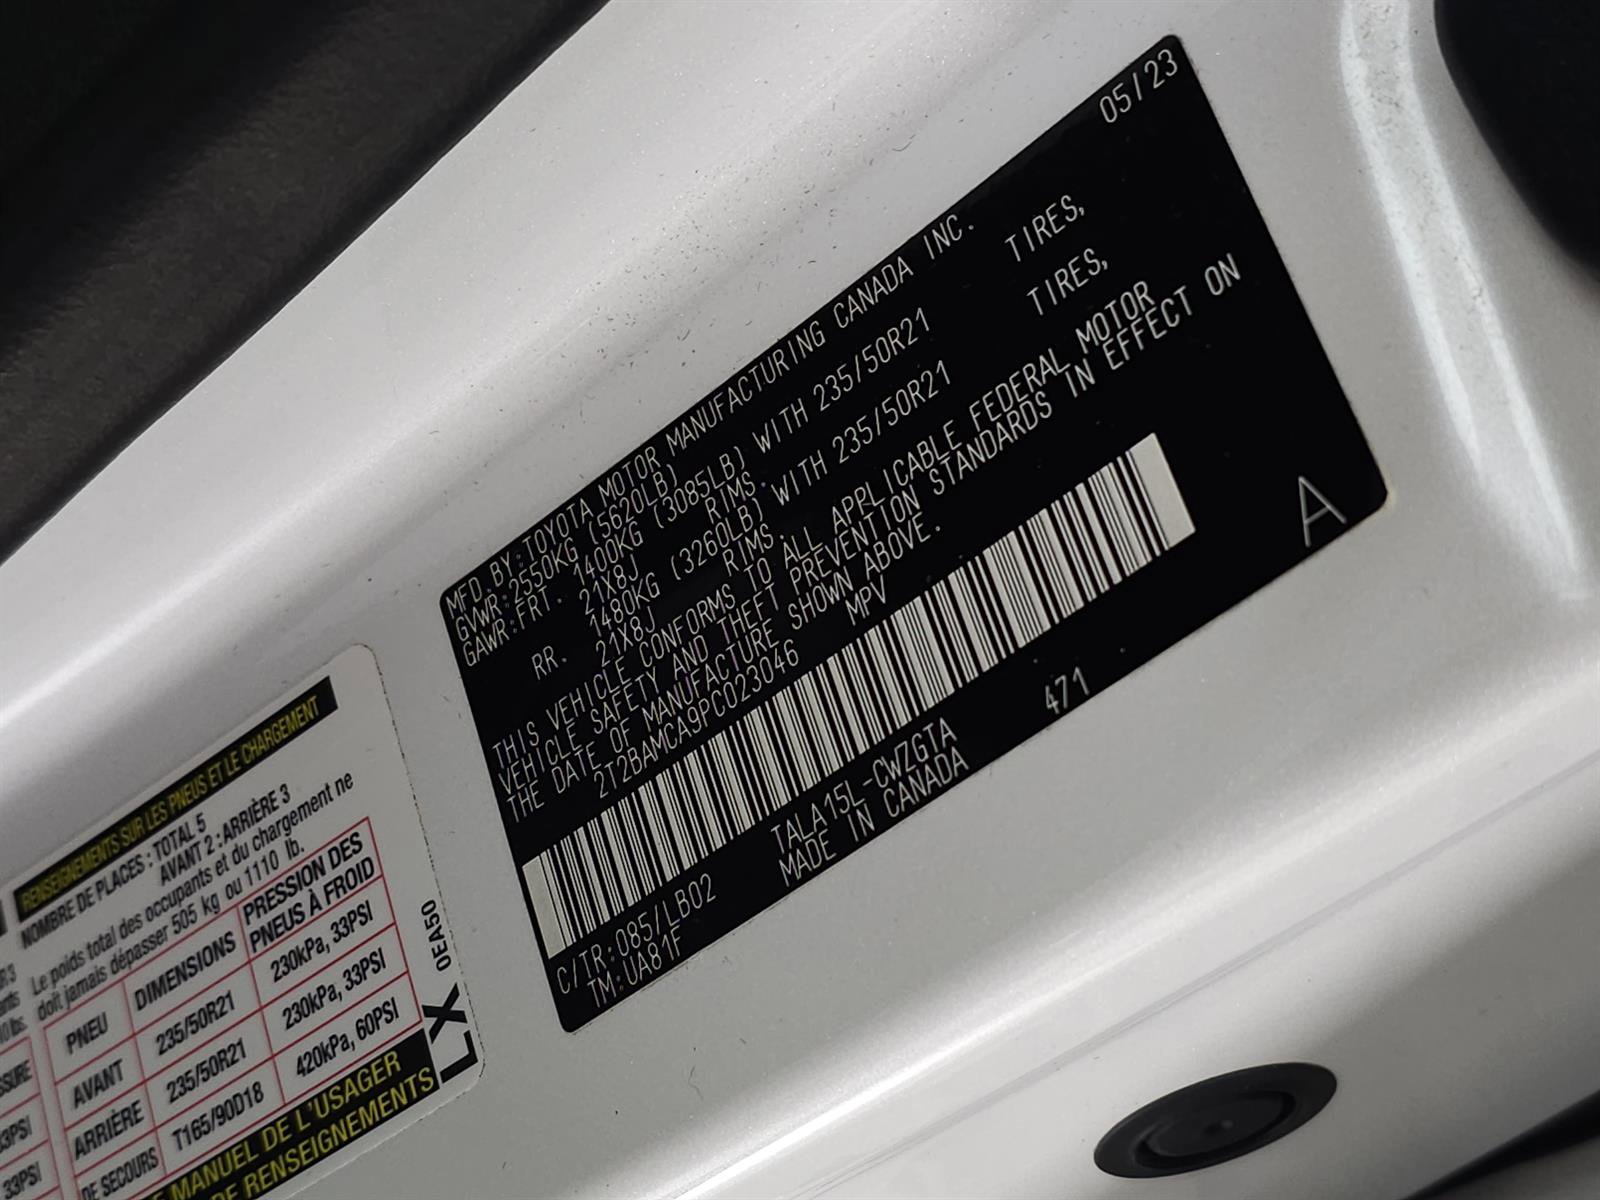 MFD. BY:TOYOTA MOTOR MANUFACTURING CANADA INC. 05/23
GVWR:2550KG (5620LB)
GAWR:FRT. 1400KG (3085LB) WITH 235/50R21 TIRES,
21X8J RIMS.
RR. 1480KG (3260LB) WITH 235/50R21 TIRES,
21X8J RIMS.
THIS VEHICLE CONFORMS TO ALL APPLICABLE FEDERAL MOTOR
VEHICLE SAFETY AND THEFT PREVENTION STANDARDS IN EFFECT ON
THE DATE OF MANUFACTURE SHOWN ABOVE.
2T2BAMCA9PC023046 MPV
A
C/TR:085/LB02 TALA15L-CWZGTA 471
TM:UA81F MADE IN CANADA
RENSEIGNEMENTS SUR LES PNEUS ET LE CHARGEMENT
NOMBRE DE PLACES : TOTAL 5
AVANT 2 : ARRIÈRE 3
Le poids total des occupants et du chargement ne
doit jamais dépasser 505 kg ou 1110 lb.
PNEU DIMENSIONS PRESSION DES
PNEUS À FROID
AVANT 235/50R21 230kPa, 33PSI
ARRIÈRE 235/50R21 230kPa, 33PSI
DE SECOURS T165/90D18 420kPa, 60PSI
MANUEL DE L'USAGER
DE RENSEIGNEMENTS
LX 0EA50
33PSI